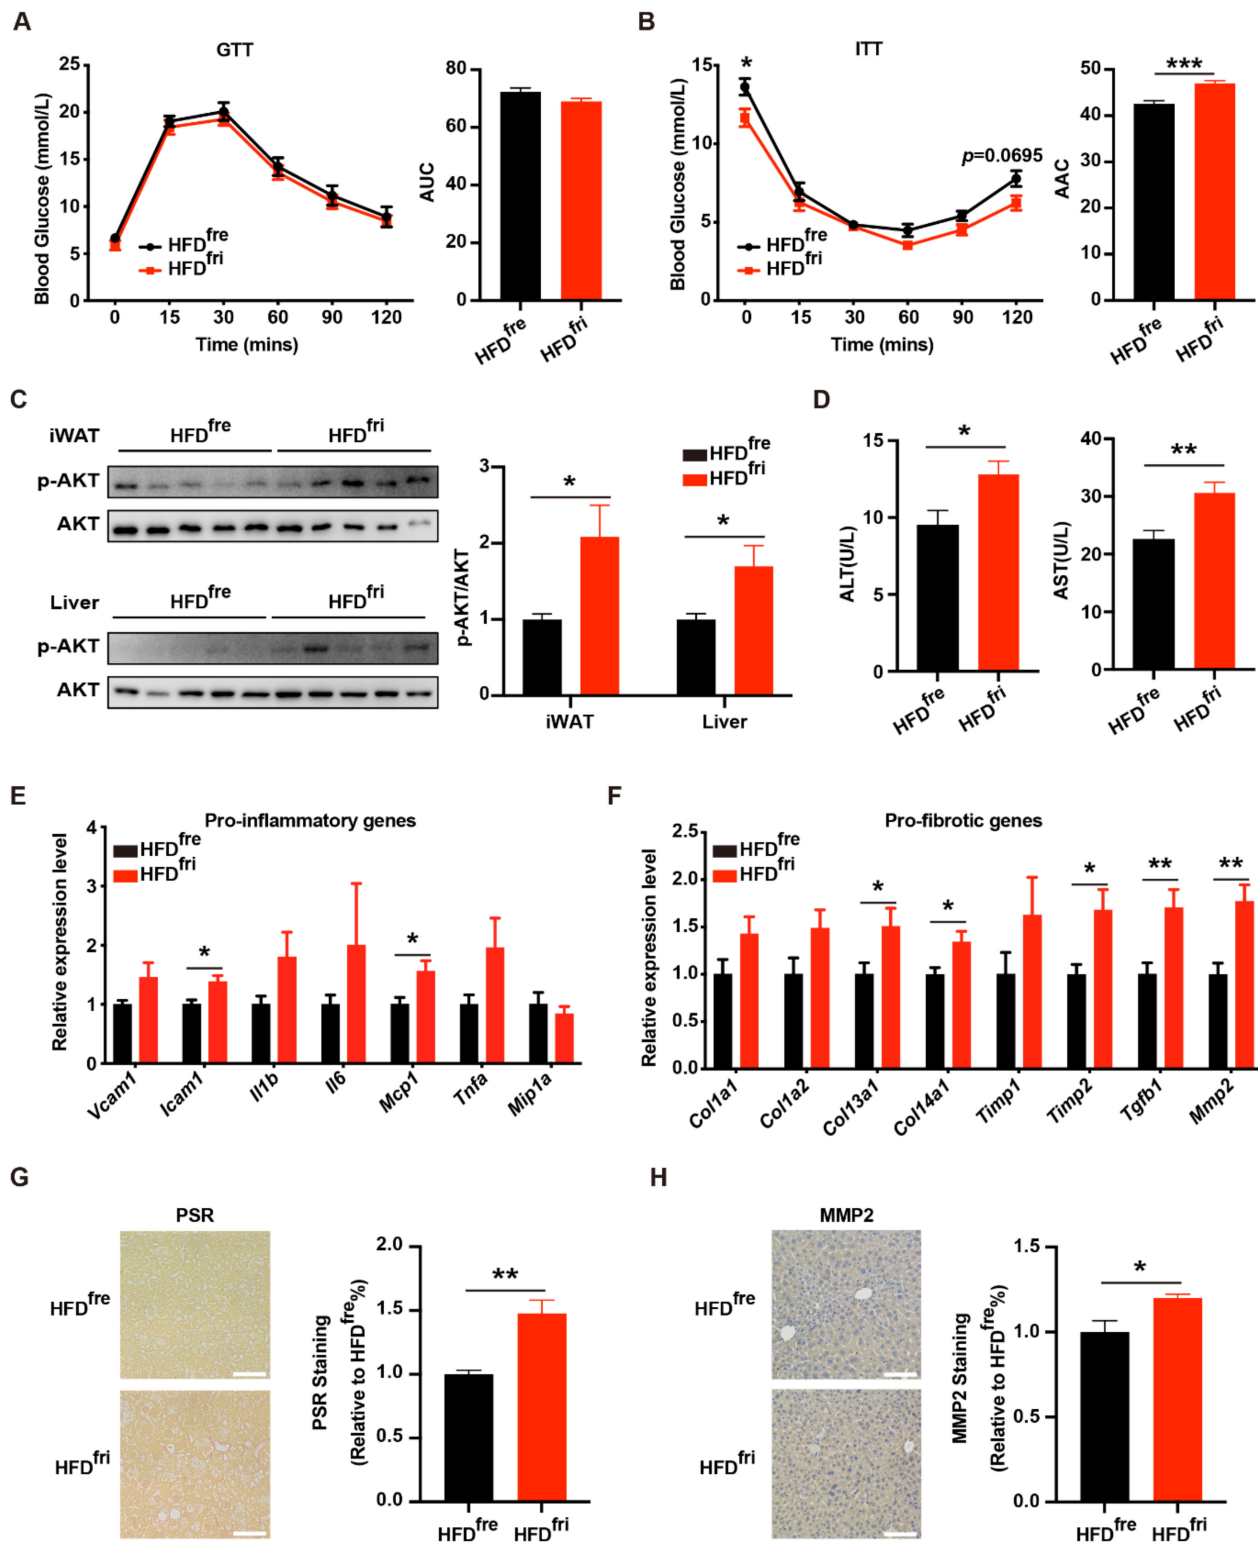 A
GTT
Blood Glucose (mmol/L)
25
20
15
10
5
0
HFDfre
HFDfri
0 15 30 60 90 120
Time (mins)
AUC
80
60
40
20
0
HFDfre
HFDfri
B
ITT
Blood Glucose (mmol/L)
15
10
5
0
*
p=0.0695
HFDfre
HFDfri
0 15 30 60 90 120
Time (mins)
AAC
50
40
30
20
10
0
***
HFDfre
HFDfri
C
iWAT HFDfre HFDfri
p-AKT
AKT
Liver HFDfre HFDfri
p-AKT
AKT
p-AKT/AKT
3
2
1
0
HFDfre
HFDfri
*
*
iWAT Liver
D
ALT(U/L)
15
10
5
0
*
HFDfre
HFDfri
AST(U/L)
40
30
20
10
0
**
HFDfre
HFDfri
E
Pro-inflammatory genes
Relative expression level
4
3
2
1
0
HFDfre
HFDfri
* *
Vcam1 Icam1 Il1b Il6 Mcp1 Tnfa Mip1a
F
Pro-fibrotic genes
Relative expression level
2.5
2.0
1.5
1.0
0.5
0.0
HFDfre
HFDfri
* * * ** **
Col1a1 Col1a2 Col13a1 Col14a1 Timp1 Timp2 Tgfb1 Mmp2
G
PSR
HFDfre
HFDfri
PSR Staining
(Relative to HFDfre%)
2.0
1.5
1.0
0.5
0.0
**
HFDfre HFDfri
H
MMP2
HFDfre
HFDfri
MMP2 Staining
(Relative to HFDfre%)
1.5
1.0
0.5
0.0
*
HFDfre HFDfri